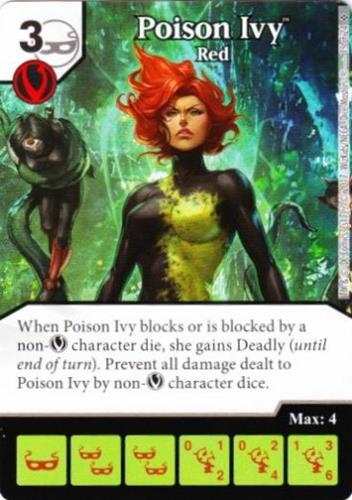 3
Poison Ivy™
Red
When Poison Ivy blocks or is blocked by a
non- character die, she gains Deadly (until
end of turn). Prevent all damage dealt to
Poison Ivy by non- character dice.
Max: 4
0 1 2
0 2 4
1 3 6